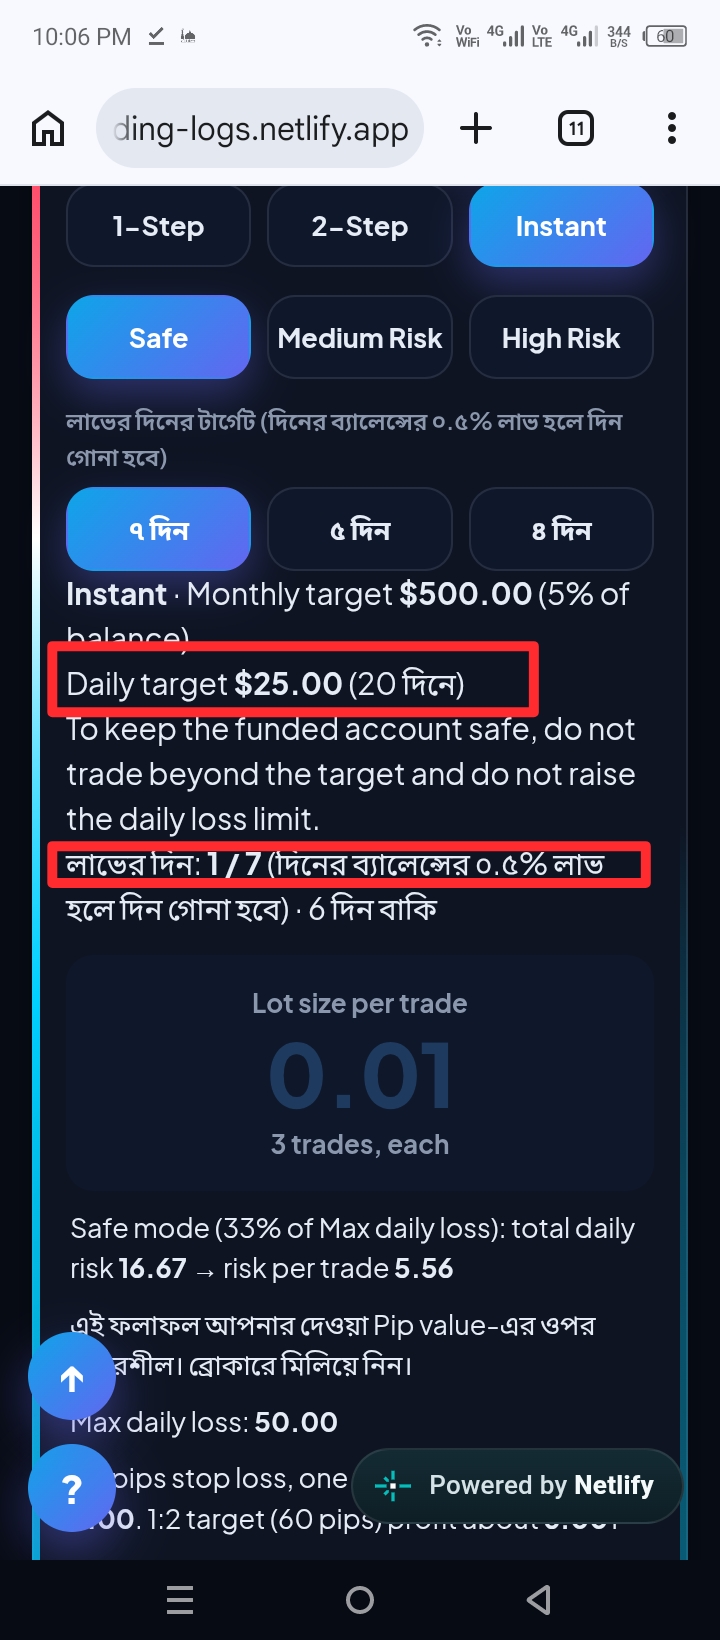 10:06 PM
Vo WiFi 4G Vo LTE 4G 344 B/S 60
ding-logs.netlify.app
11
1-Step 2-Step Instant
Safe Medium Risk High Risk
লাভের দিনের টার্গেট (দিনের ব্যালেন্সের ০.৫% লাভ হলে দিন
গোনা হবে)
৭ দিন ৫ দিন ৪ দিন
Instant · Monthly target $500.00 (5% of
balance)
Daily target $25.00 (20 দিনে)
To keep the funded account safe, do not
trade beyond the target and do not raise
the daily loss limit.
লাভের দিন: 1 / 7 (দিনের ব্যালেন্সের ০.৫% লাভ
হলে দিন গোনা হবে) · 6 দিন বাকি
Lot size per trade
0.01
3 trades, each
Safe mode (33% of Max daily loss): total daily
risk 16.67 → risk per trade 5.56
এই ফলাফল আপনার দেওয়া Pip value-এর ওপর
রশীল। ব্রোকারে মিলিয়ে নিন।
Max daily loss: 50.00
?
pips stop loss, one
Powered by Netlify
.00. 1:2 target (60 pips) profit about